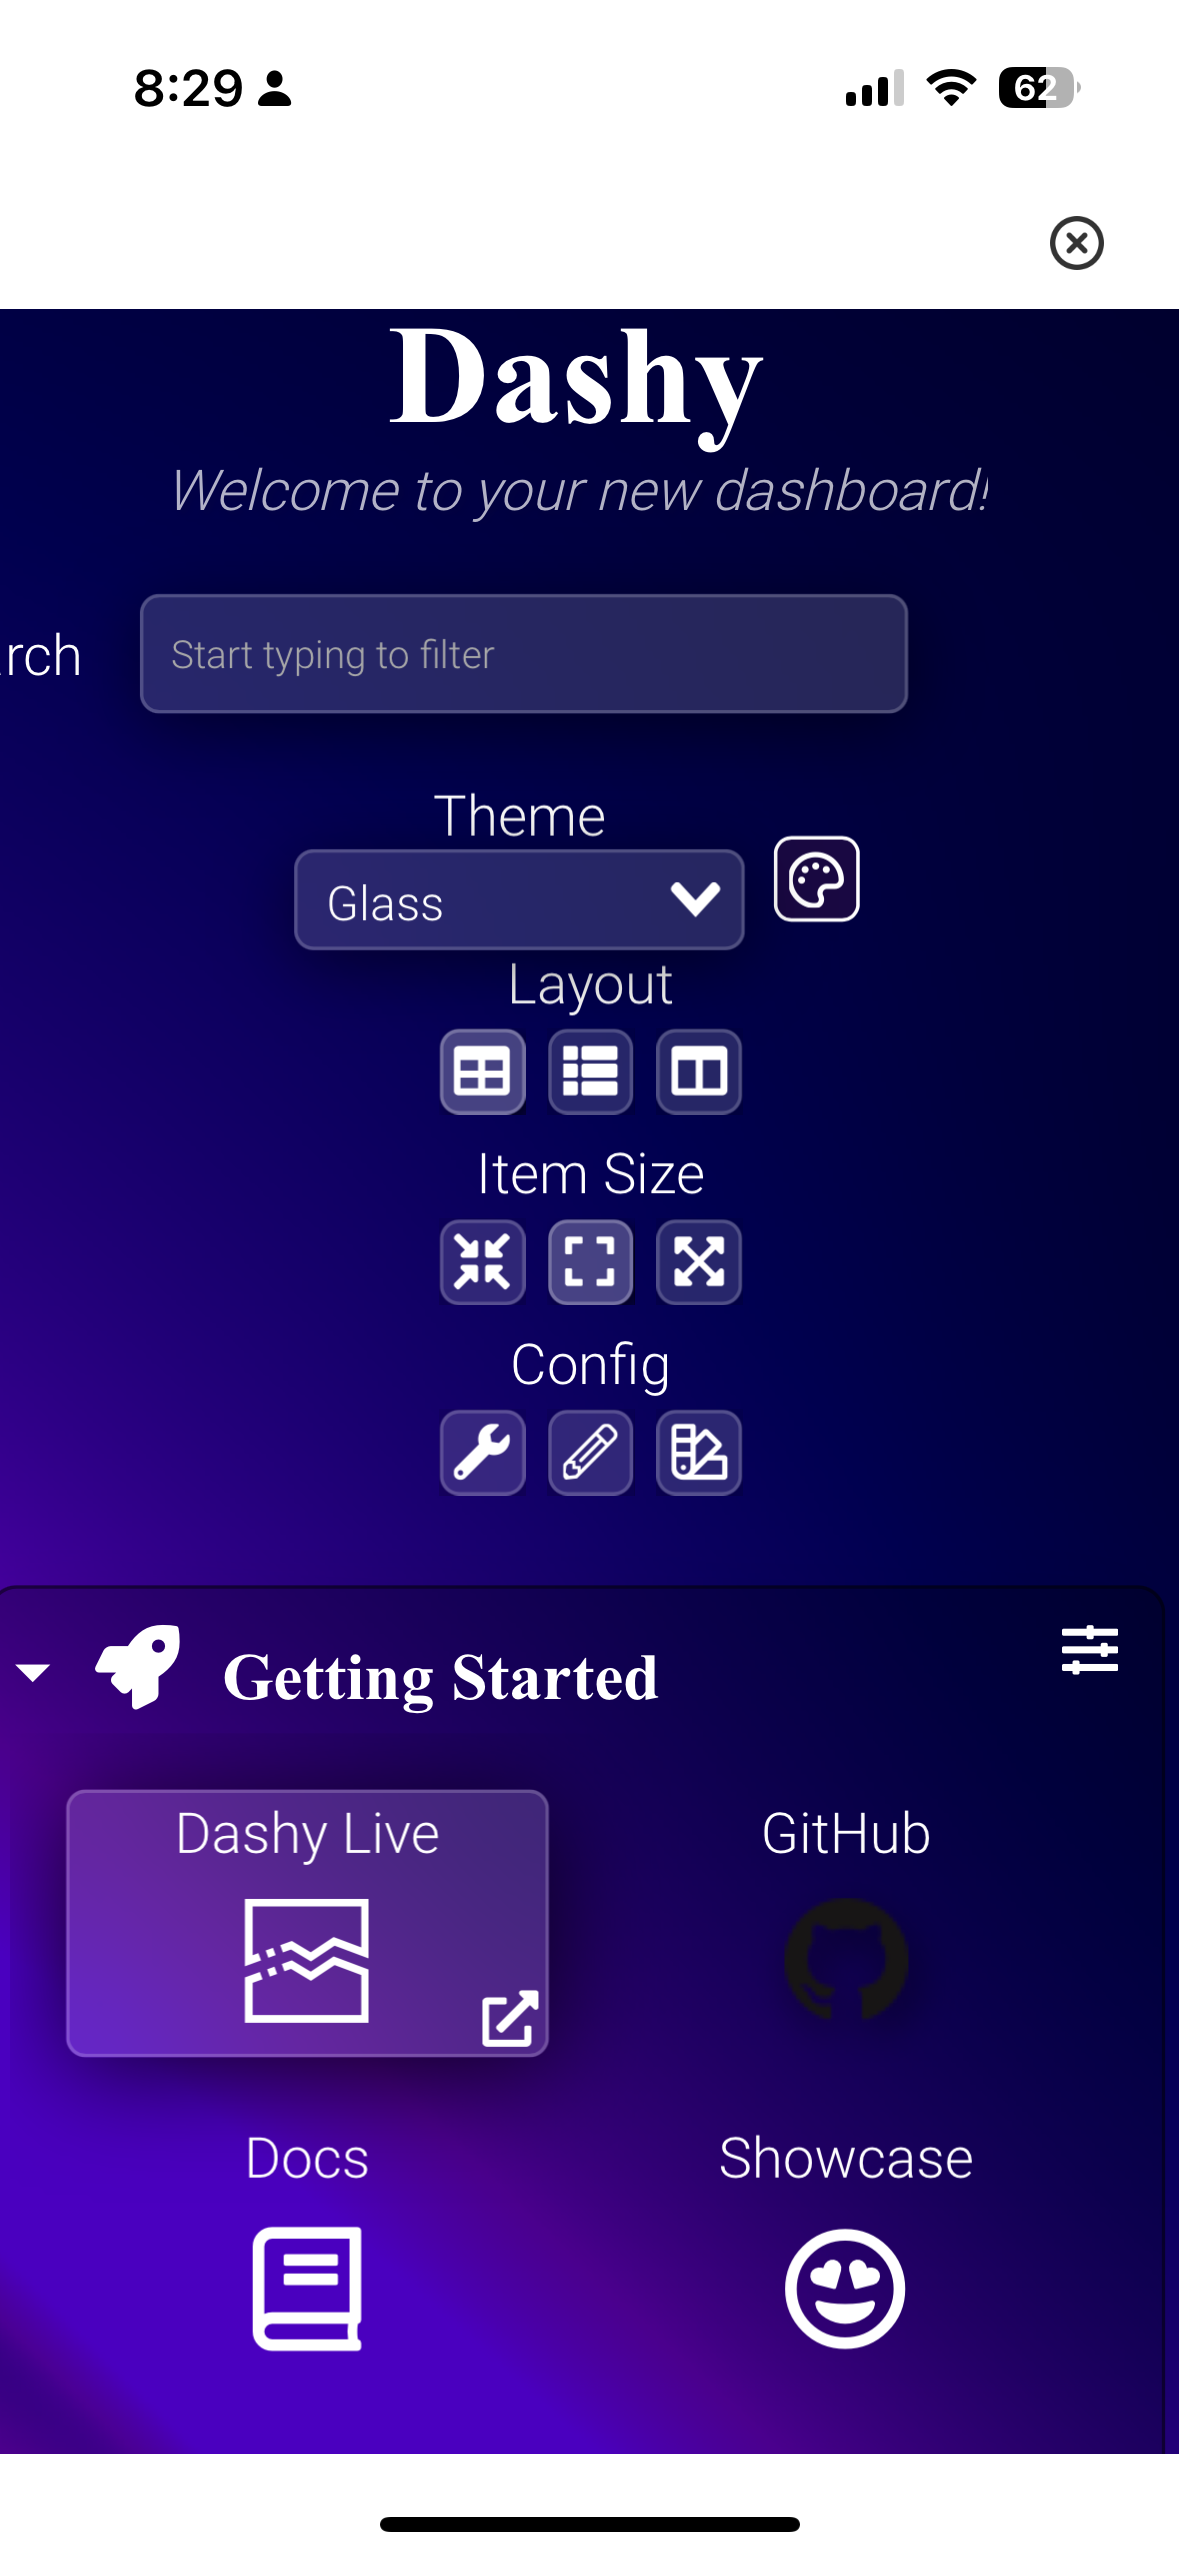 8:29
62
Dashy
Welcome to your new dashboard!
rch
Start typing to filter
Theme
Glass
Layout
Item Size
Config
Getting Started
Dashy Live
GitHub
Docs
Showcase